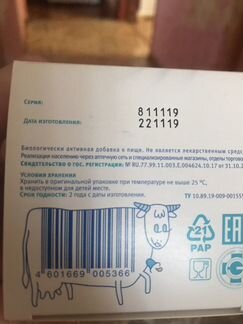 СЕРИЯ: 811119
ДАТА ИЗГОТОВЛЕНИЯ: 221119
Биологически активная добавка к пище. Не является лекарственным сред
Реализация населению через аптечную сеть и специализированные магазины, отделы торгово
СВИДЕТЕЛЬСТВО О ГОС. РЕГИСТРАЦИИ: № RU.77.99.11.003.Е.004624.10.17 от 31.10.2
УСЛОВИЯ ХРАНЕНИЯ
Хранить в оригинальной упаковке при температуре не выше 25 °С,
в недоступном для детей месте.
СРОК ГОДНОСТИ: 2 года с даты изготовления.
ТУ 10.89.19-009-00155
4 601669 005366
21
PAP
ЕАС